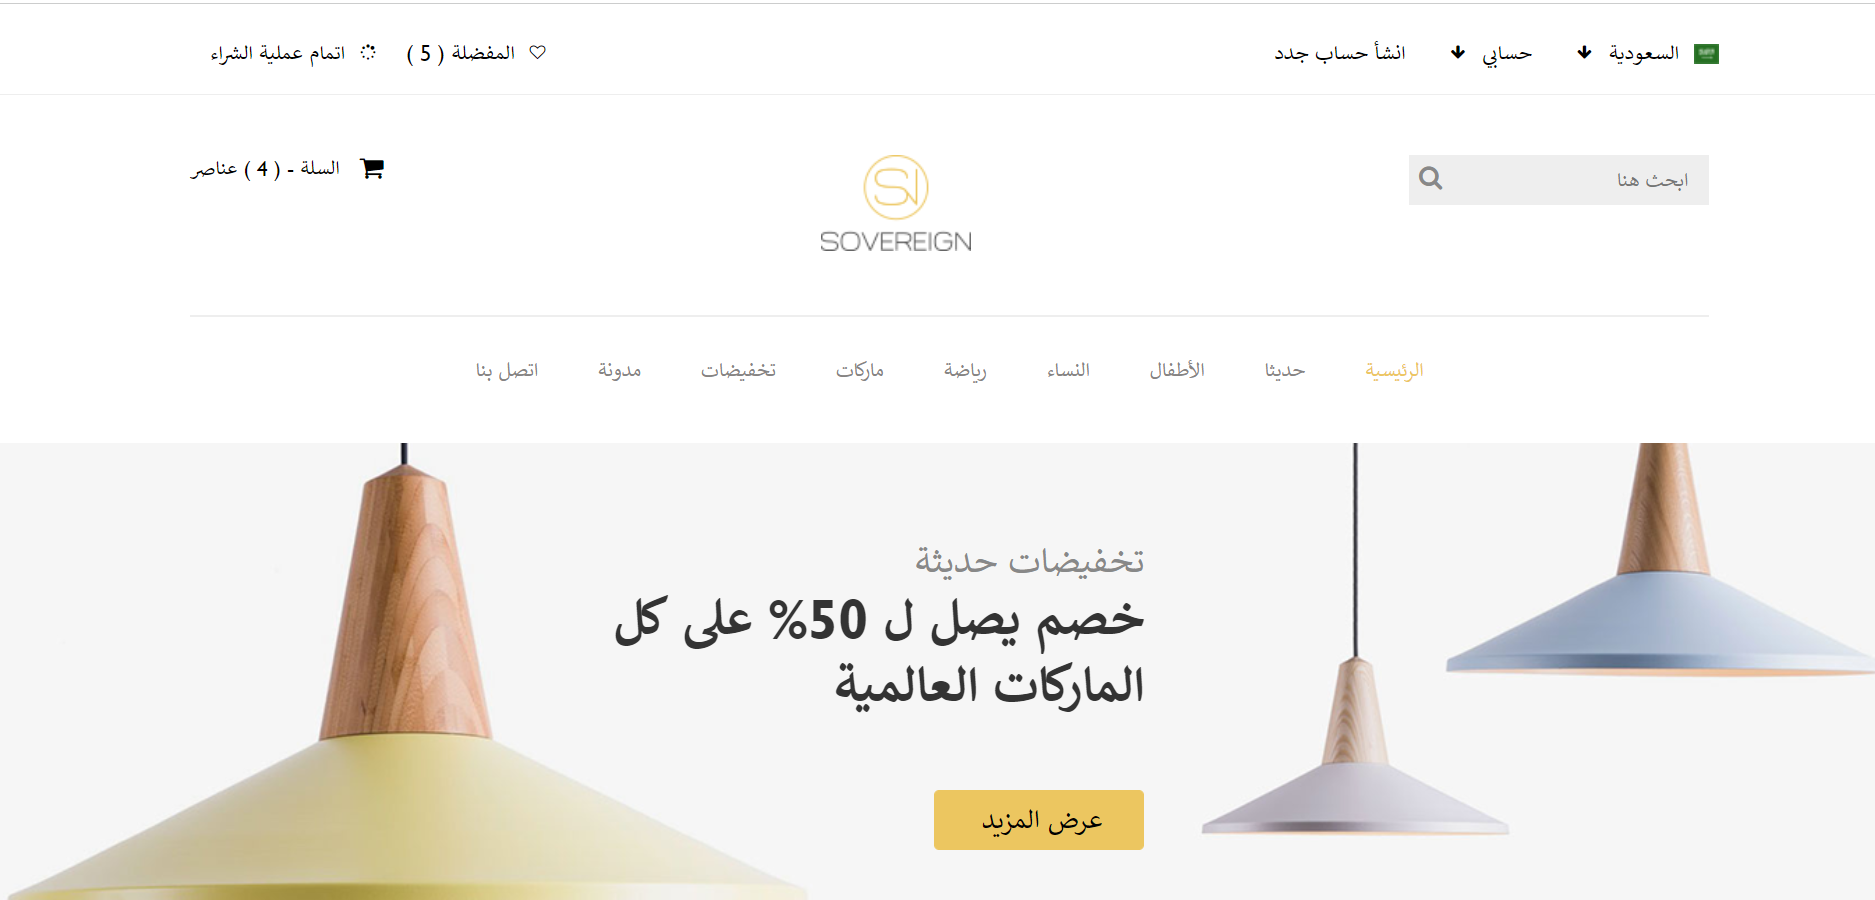 السعودية
حسابي
انشأ حساب جدد
المفضلة ( 5 )
اتمام عملية الشراء
ابحث هنا
SN
SOVEREIGN
السلة - ( 4 ) عناصر
الرئيسية
حديثا
الأطفال
النساء
رياضة
ماركات
تخفيضات
مدونة
اتصل بنا
تخفيضات حديثة
خصم يصل ل 50% على كل
الماركات العالمية
عرض المزيد